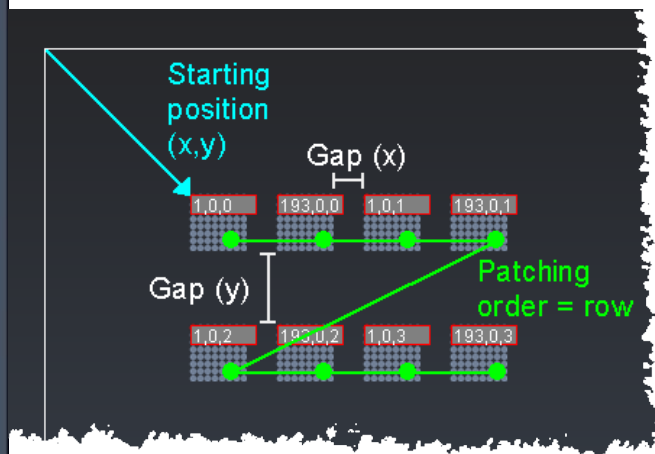 Starting
position
(x,y)
Gap (x)
1,0,0 193,0,0 1,0,1 193,0,1
Gap (y)
Patching
order = row
1,0,2 193,0,2 1,0,3 193,0,3